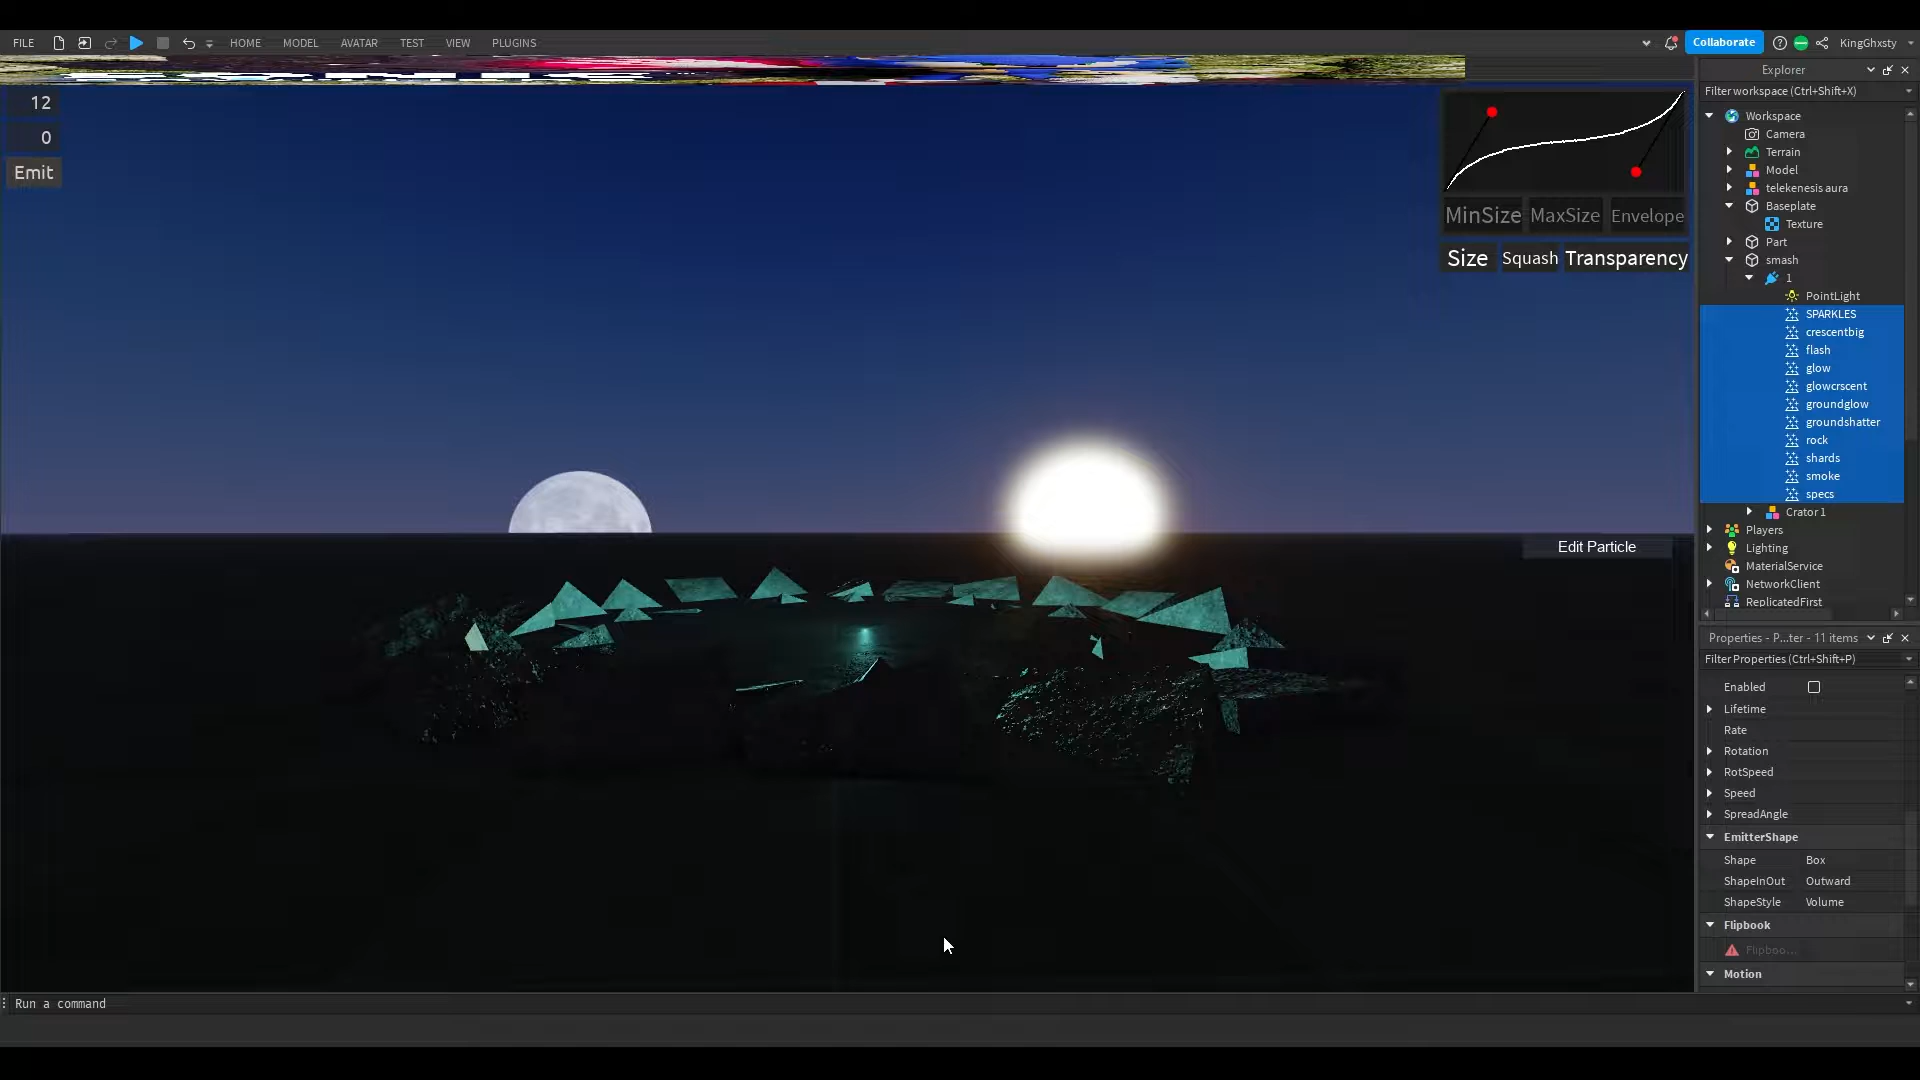 FILE HOME MODEL AVATAR TEST VIEW PLUGINS Collaborate KingGhxsty
12
0
Emit
MinSize MaxSize Envelope
Size Squash Transparency
Edit Particle
Explorer
Filter workspace (Ctrl+Shift+X)
Workspace
Camera
Terrain
Model
telekenesis aura
Baseplate
Texture
Part
smash
1
PointLight
SPARKLES
crescentbig
flash
glow
glowcrscent
groundglow
groundshatter
rock
shards
smoke
specs
Crator 1
Players
Lighting
MaterialService
NetworkClient
ReplicatedFirst
Properties - P...ter - 11 items
Filter Properties (Ctrl+Shift+P)
Enabled
Lifetime
Rate
Rotation
RotSpeed
Speed
SpreadAngle
EmitterShape
Shape Box
ShapeInOut Outward
ShapeStyle Volume
Flipbook
Flipboo...
Motion
Run a command